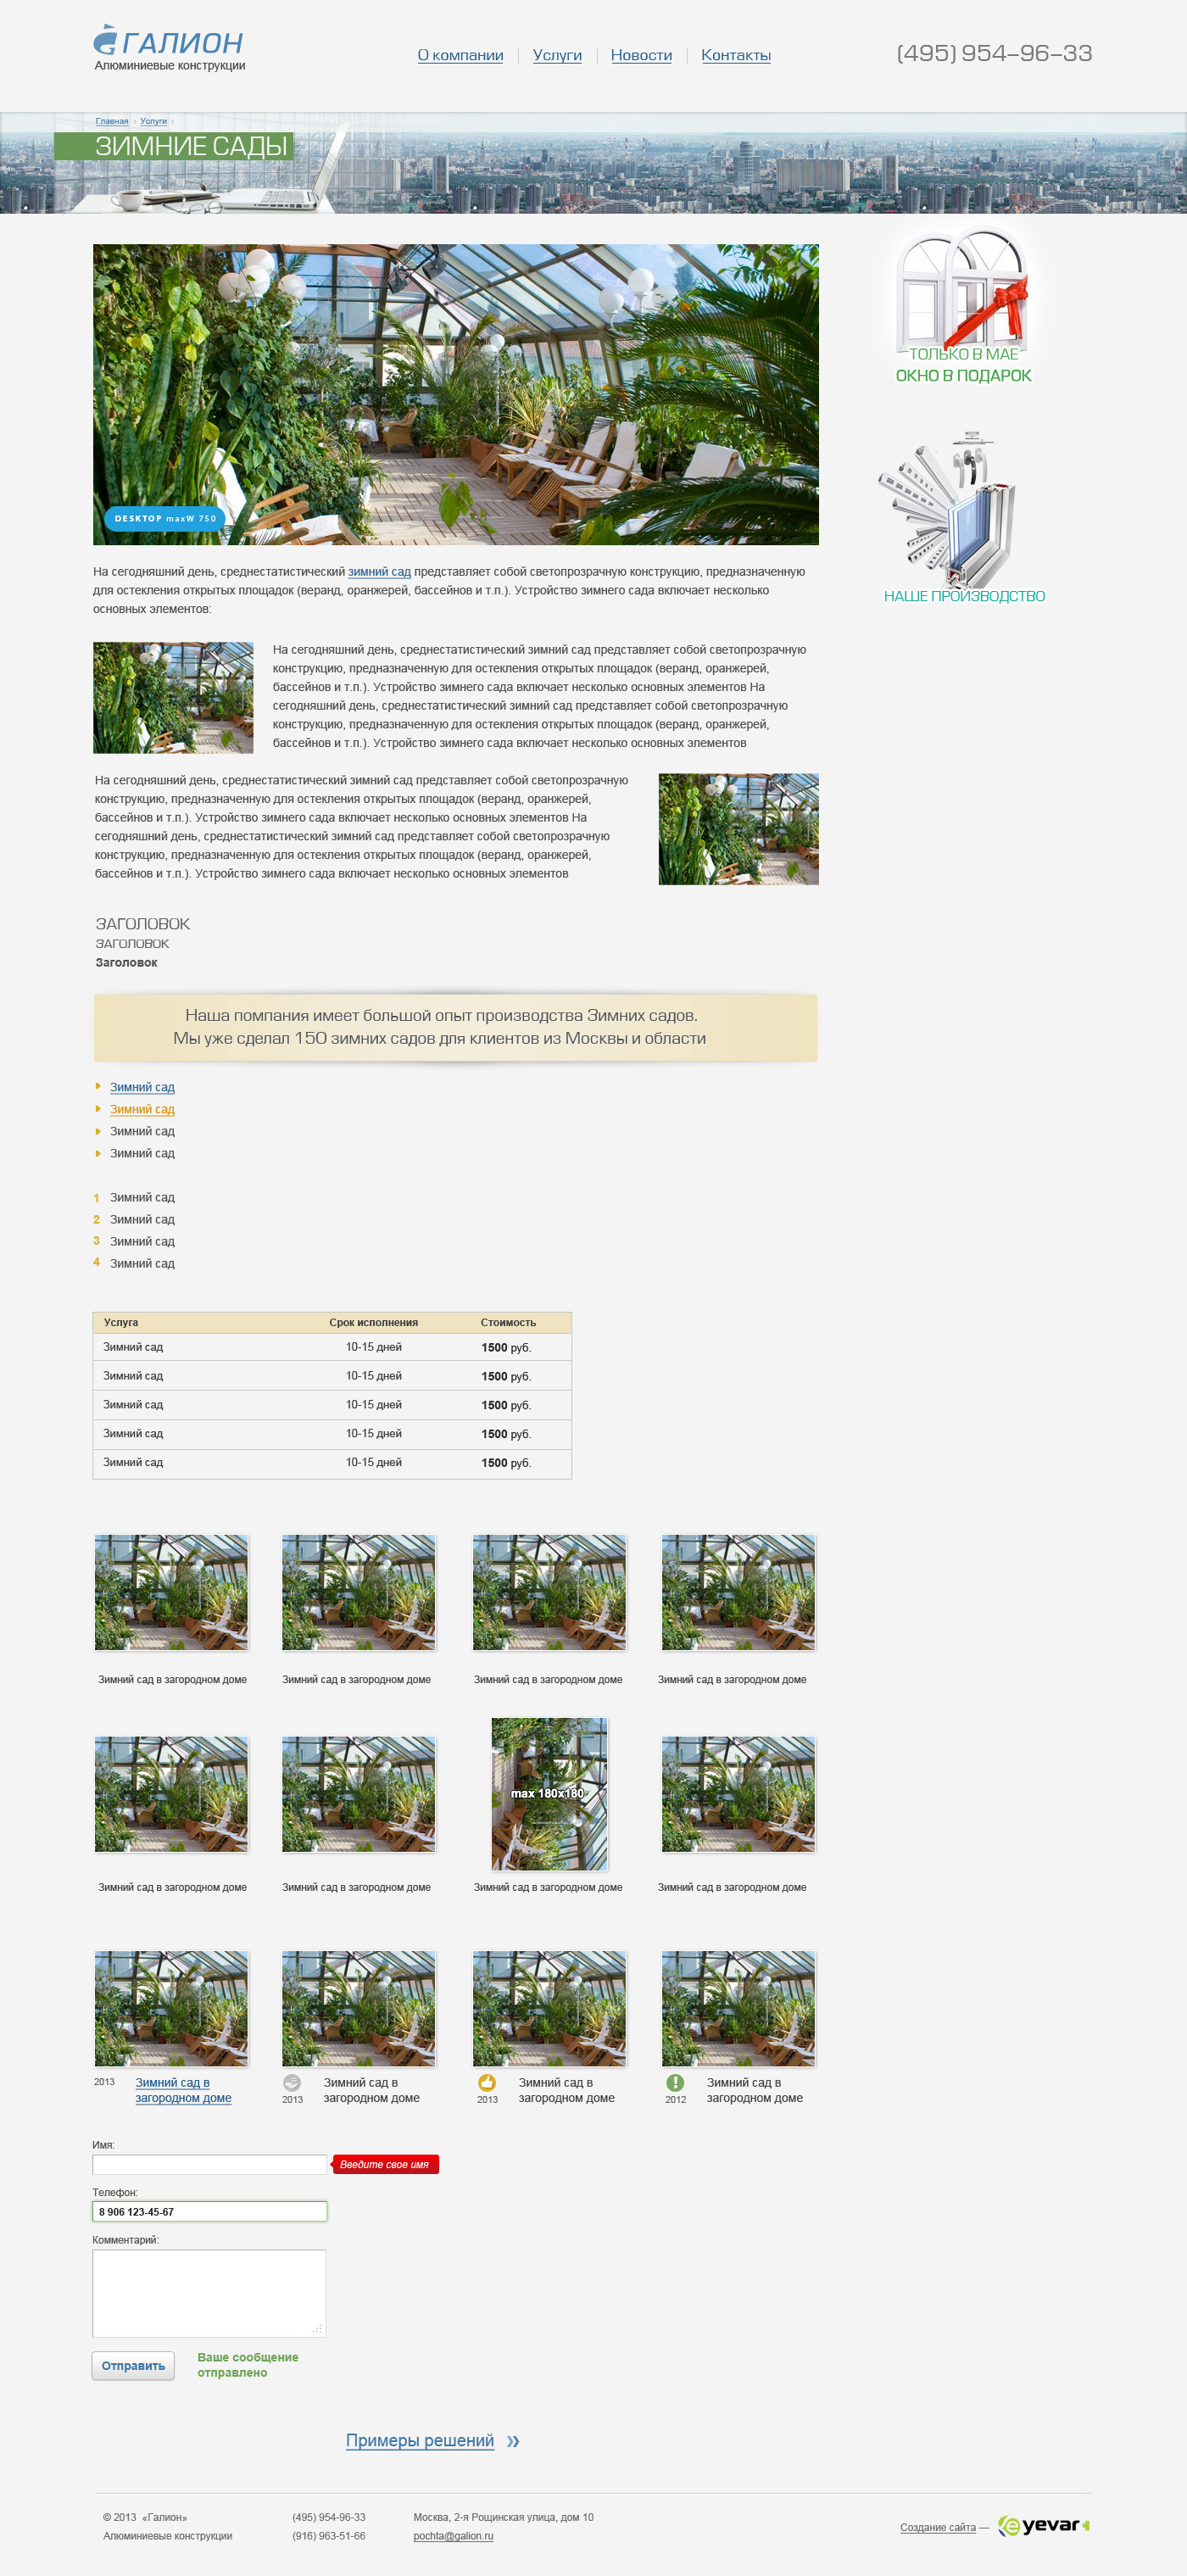 ГАЛИОН
Алюминиевые конструкции
О компании
Услуги
Новости
Контакты
(495) 954–96–33
Главная › Услуги ›
ЗИМНИЕ САДЫ
DESKTOP maxW 750
ТОЛЬКО В МАЕ
ОКНО В ПОДАРОК
НАШЕ ПРОИЗВОДСТВО
На сегодняшний день, среднестатистический зимний сад представляет собой светопрозрачную конструкцию, предназначенную
для остекления открытых площадок (веранд, оранжерей, бассейнов и т.п.). Устройство зимнего сада включает несколько
основных элементов:
На сегодняшний день, среднестатистический зимний сад представляет собой светопрозрачную
конструкцию, предназначенную для остекления открытых площадок (веранд, оранжерей,
бассейнов и т.п.). Устройство зимнего сада включает несколько основных элементов На
сегодняшний день, среднестатистический зимний сад представляет собой светопрозрачную
конструкцию, предназначенную для остекления открытых площадок (веранд, оранжерей,
бассейнов и т.п.). Устройство зимнего сада включает несколько основных элементов
На сегодняшний день, среднестатистический зимний сад представляет собой светопрозрачную
конструкцию, предназначенную для остекления открытых площадок (веранд, оранжерей,
бассейнов и т.п.). Устройство зимнего сада включает несколько основных элементов На
сегодняшний день, среднестатистический зимний сад представляет собой светопрозрачную
конструкцию, предназначенную для остекления открытых площадок (веранд, оранжерей,
бассейнов и т.п.). Устройство зимнего сада включает несколько основных элементов
ЗАГОЛОВОК
ЗАГОЛОВОК
Заголовок
Наша помпания имеет большой опыт производства Зимних садов.
Мы уже сделал 150 зимних садов для клиентов из Москвы и области
Зимний сад
Зимний сад
Зимний сад
Зимний сад
1 Зимний сад
2 Зимний сад
3 Зимний сад
4 Зимний сад
Услуга Срок исполнения Стоимость
Зимний сад 10-15 дней 1500 руб.
Зимний сад 10-15 дней 1500 руб.
Зимний сад 10-15 дней 1500 руб.
Зимний сад 10-15 дней 1500 руб.
Зимний сад 10-15 дней 1500 руб.
Зимний сад в загородном доме
Зимний сад в загородном доме
Зимний сад в загородном доме
Зимний сад в загородном доме
max 180x180
Зимний сад в загородном доме
Зимний сад в загородном доме
Зимний сад в загородном доме
Зимний сад в загородном доме
2013
Зимний сад в
загородном доме
2013
Зимний сад в
загородном доме
2013
Зимний сад в
загородном доме
2012
Зимний сад в
загородном доме
Имя:
Введите свое имя
Телефон:
8 906 123-45-67
Комментарий:
Отправить
Ваше сообщение
отправлено
Примеры решений »
© 2013 «Галион»
Алюминиевые конструкции
(495) 954-96-33
(916) 963-51-66
Москва, 2-я Рощинская улица, дом 10
pochta@galion.ru
Создание сайта —
eyevar